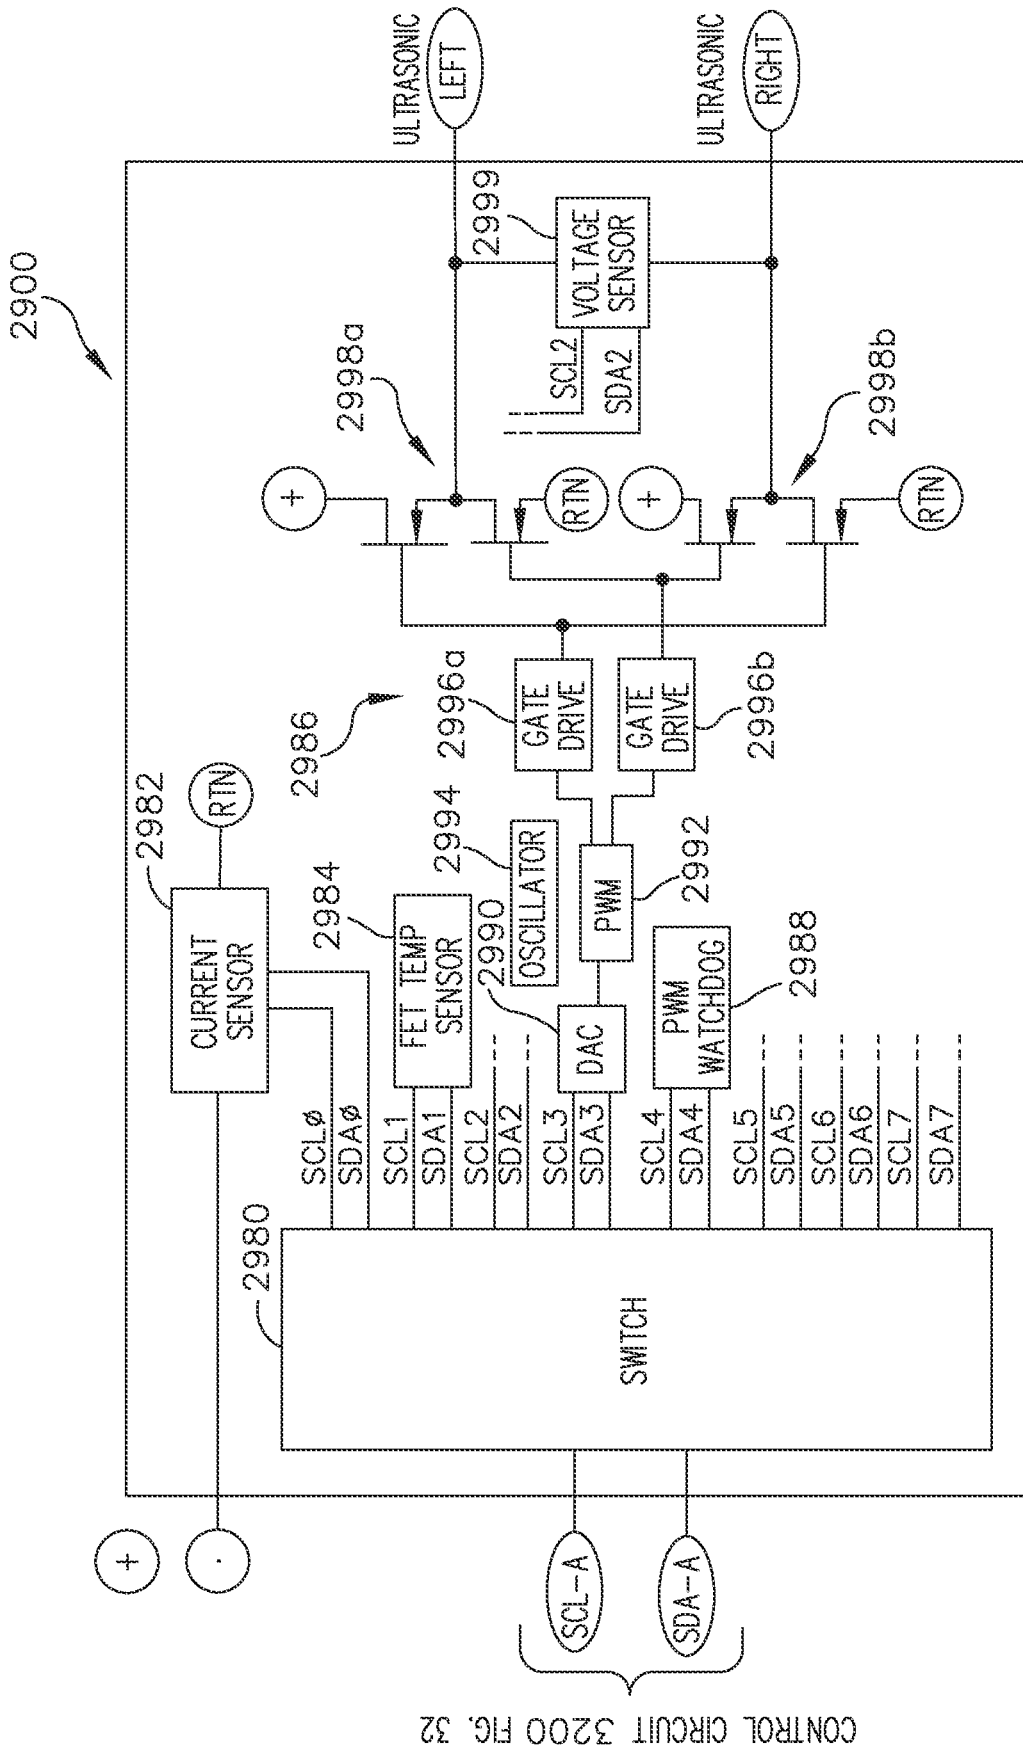 2900
+
·
2982
CURRENT
SENSOR
RTN
2980
SWITCH
SCLø
SDAø
SCL1
SDA1
SCL2
SDA2
SCL3
SDA3
SCL4
SDA4
SCL5
SDA5
SCL6
SDA6
SCL7
SDA7
2984
FET TEMP
SENSOR
2990
DAC
2994
OSCILLATOR
PWM
2992
PWM
WATCHDOG
2988
2986
2996a
GATE
DRIVE
GATE
DRIVE
2996b
+
2998a
RTN
+
RTN
2998b
SCL2
SDA2
VOLTAGE
SENSOR
2999
ULTRASONIC
LEFT
ULTRASONIC
RIGHT
SCL-A
SDA-A
CONTROL CIRCUIT 3200 FIG. 32